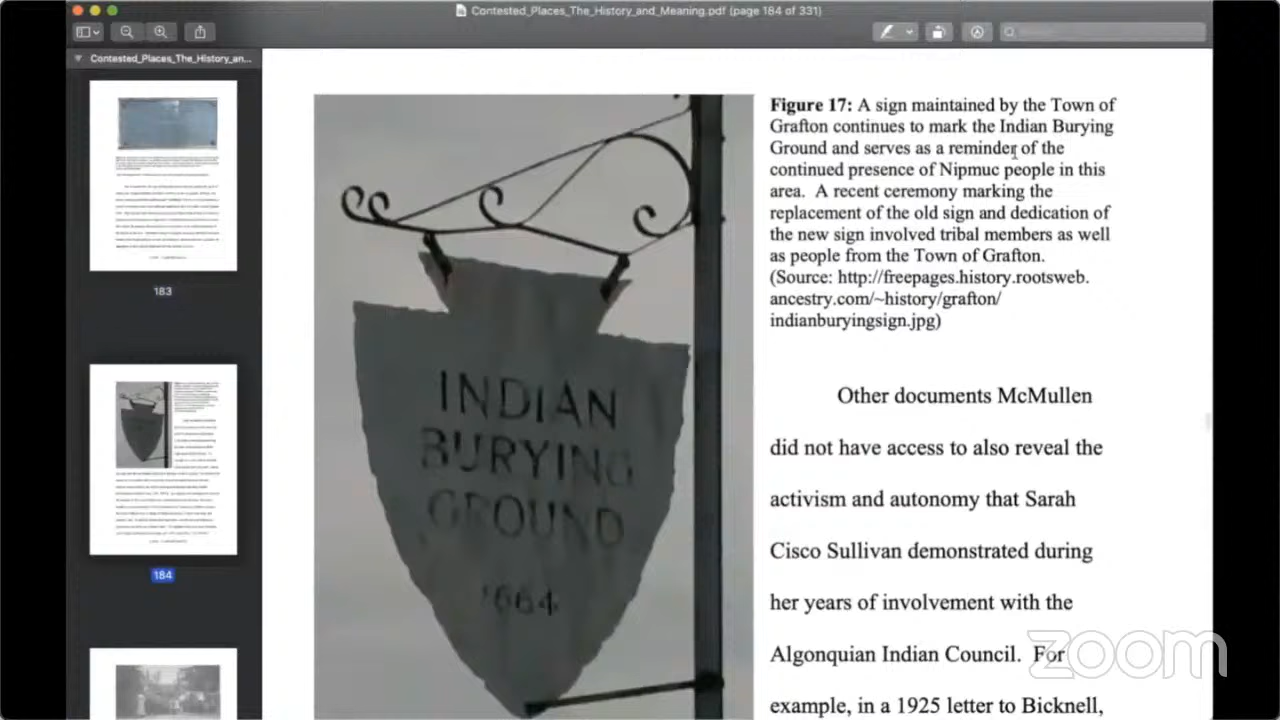 Contested_Places_The_History_and_Meaning.pdf (page 184 of 331)
Contested_Places_The_History_an...
183
184
INDIAN
BURYING
GROUND
1664
Figure 17: A sign maintained by the Town of
Grafton continues to mark the Indian Burying
Ground and serves as a reminder of the
continued presence of Nipmuc people in this
area. A recent ceremony marking the
replacement of the old sign and dedication of
the new sign involved tribal members as well
as people from the Town of Grafton.
(Source: http://freepages.history.rootsweb.
ancestry.com/~history/grafton/
indianburyingsign.jpg)
Other documents McMullen
did not have access to also reveal the
activism and autonomy that Sarah
Cisco Sullivan demonstrated during
her years of involvement with the
Algonquian Indian Council. For
example, in a 1925 letter to Bicknell,
zoom